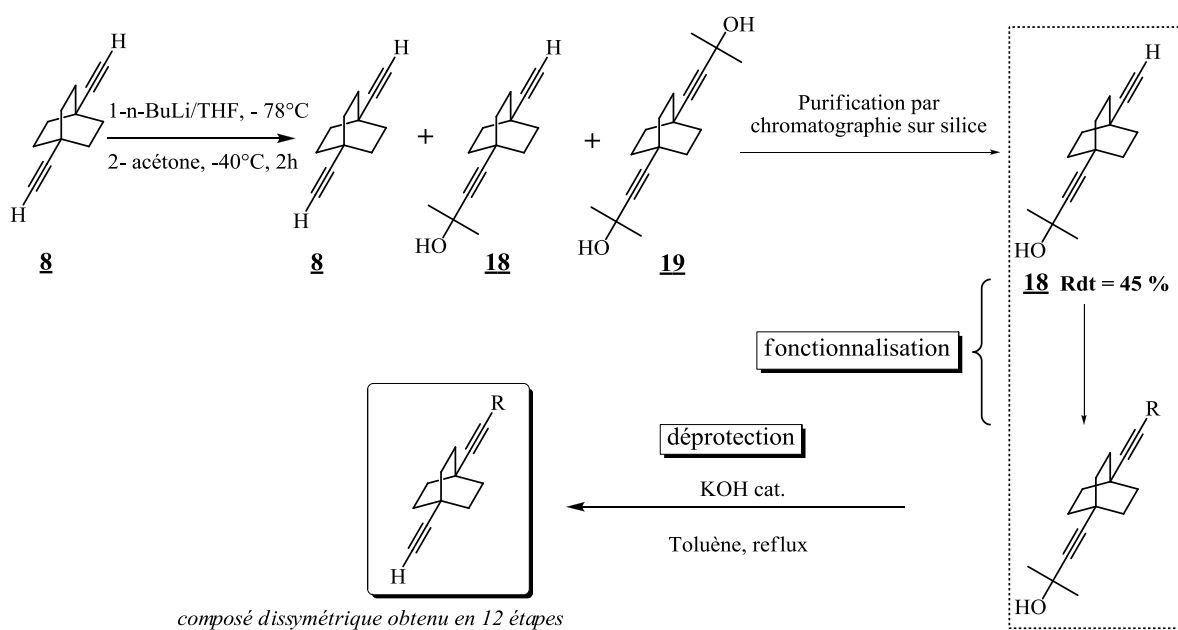 H
H
1-n-BuLi/THF, - 78°C
2- acétone, -40°C, 2h
8
H
H
8
+
H
HO
18
+
OH
HO
19
Purification par
chromatographie sur silice
H
HO
18 Rdt = 45 %
fonctionnalisation
R
HO
déprotection
KOH cat.
Toluène, reflux
R
H
composé dissymétrique obtenu en 12 étapes